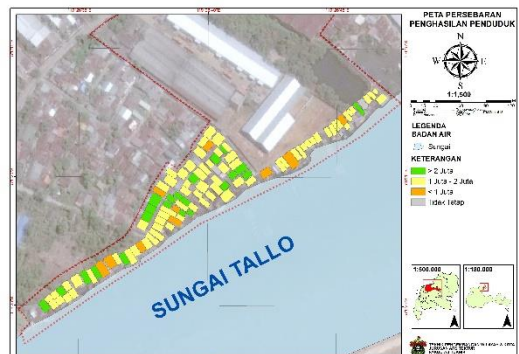 PETA PERSEBARAN
PENGHASILAN PENDUDUK
N
W
E
S
1:1,500
LEGENDA
BADAN AIR
Sungai
KETERANGAN
> 2 Juta
1 Juta - 2 Juta
< 1 Juta
Tidak Tetap
SUNGAI TALLO
1:600.000
1:180.000